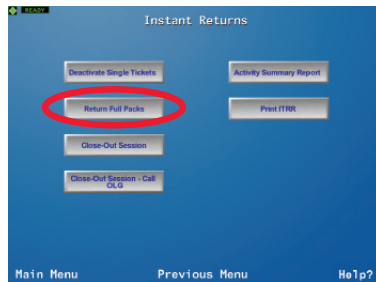 READY
Instant Returns
Deactivate Single Tickets
Activity Summary Report
Return Full Packs
Print ITRR
Close-Out Session
Close-Out Session - Call
OLG
Main Menu Previous Menu Help?